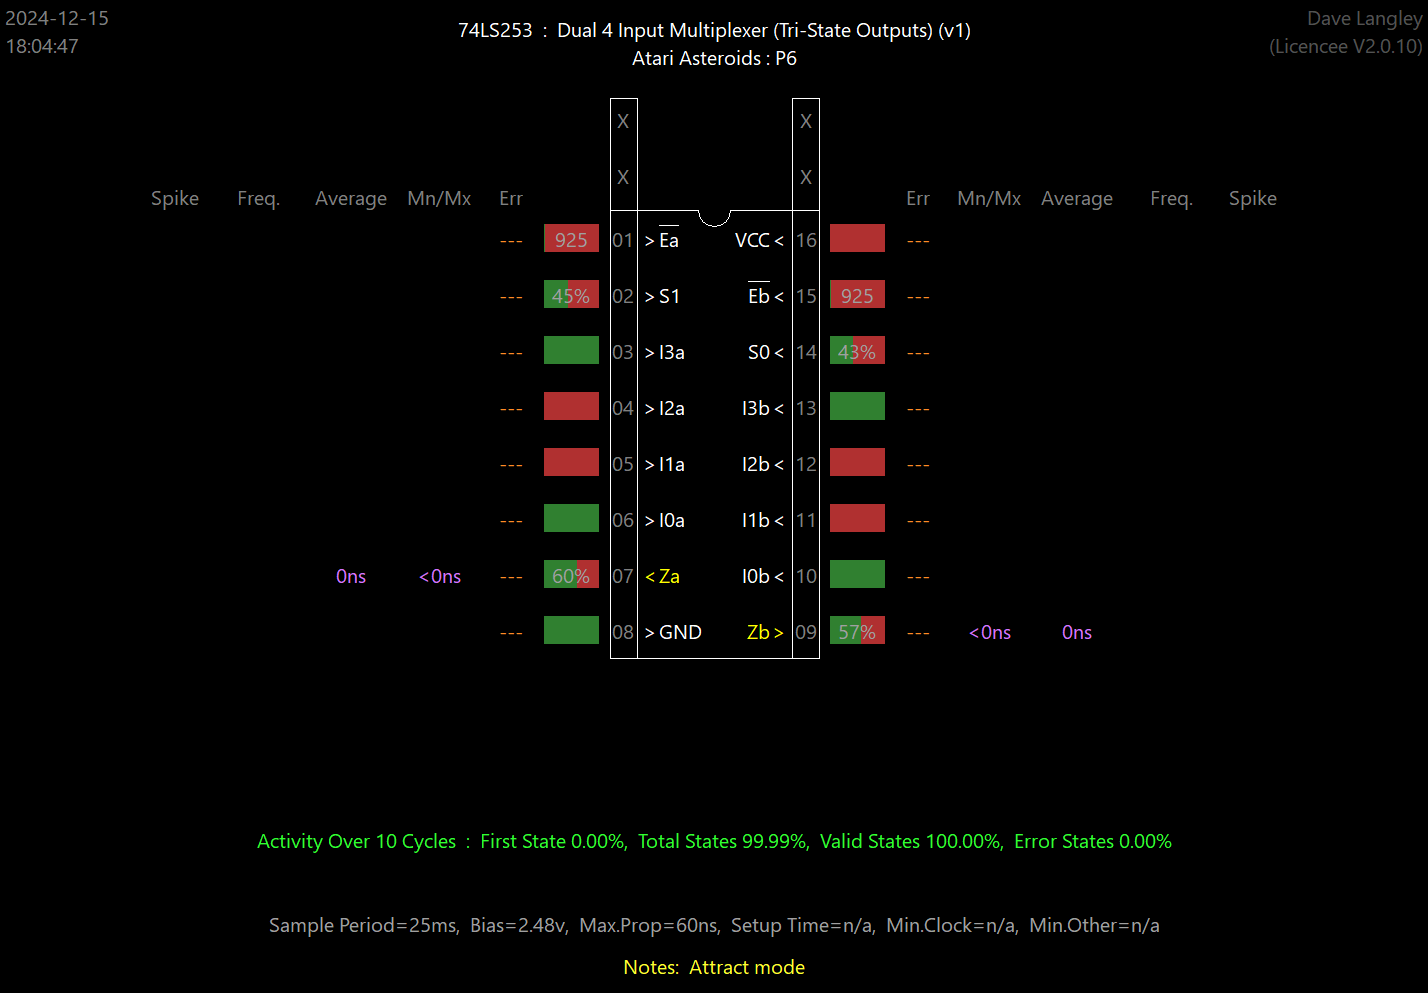 2024-12-15
18:04:47
74LS253 : Dual 4 Input Multiplexer (Tri-State Outputs) (v1)
Atari Asteroids : P6
Dave Langley
(Licencee V2.0.10)
X X
X X
Spike Freq. Average Mn/Mx Err Err Mn/Mx Average Freq. Spike
--- 925 01 > Ea VCC < 16 ---
--- 45% 02 > S1 Eb < 15 925 ---
--- 03 > I3a S0 < 14 43% ---
--- 04 > I2a I3b < 13 ---
--- 05 > I1a I2b < 12 ---
--- 06 > I0a I1b < 11 ---
0ns <0ns --- 60% 07 < Za I0b < 10 ---
--- 08 > GND Zb > 09 57% --- <0ns 0ns
Activity Over 10 Cycles : First State 0.00%, Total States 99.99%, Valid States 100.00%, Error States 0.00%
Sample Period=25ms, Bias=2.48v, Max.Prop=60ns, Setup Time=n/a, Min.Clock=n/a, Min.Other=n/a
Notes: Attract mode